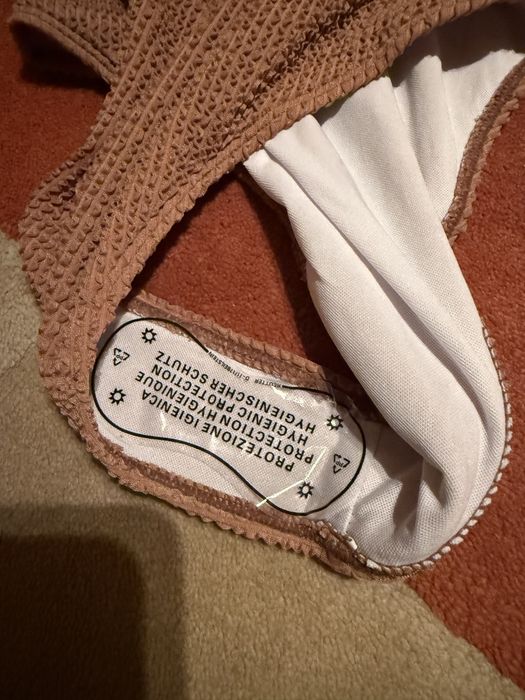 PROTEZIONE IGIENICA
PROTECTION HYGIENIQUE
HYGIENIC PROTECTION
HYGIENISCHER SCHUTZ